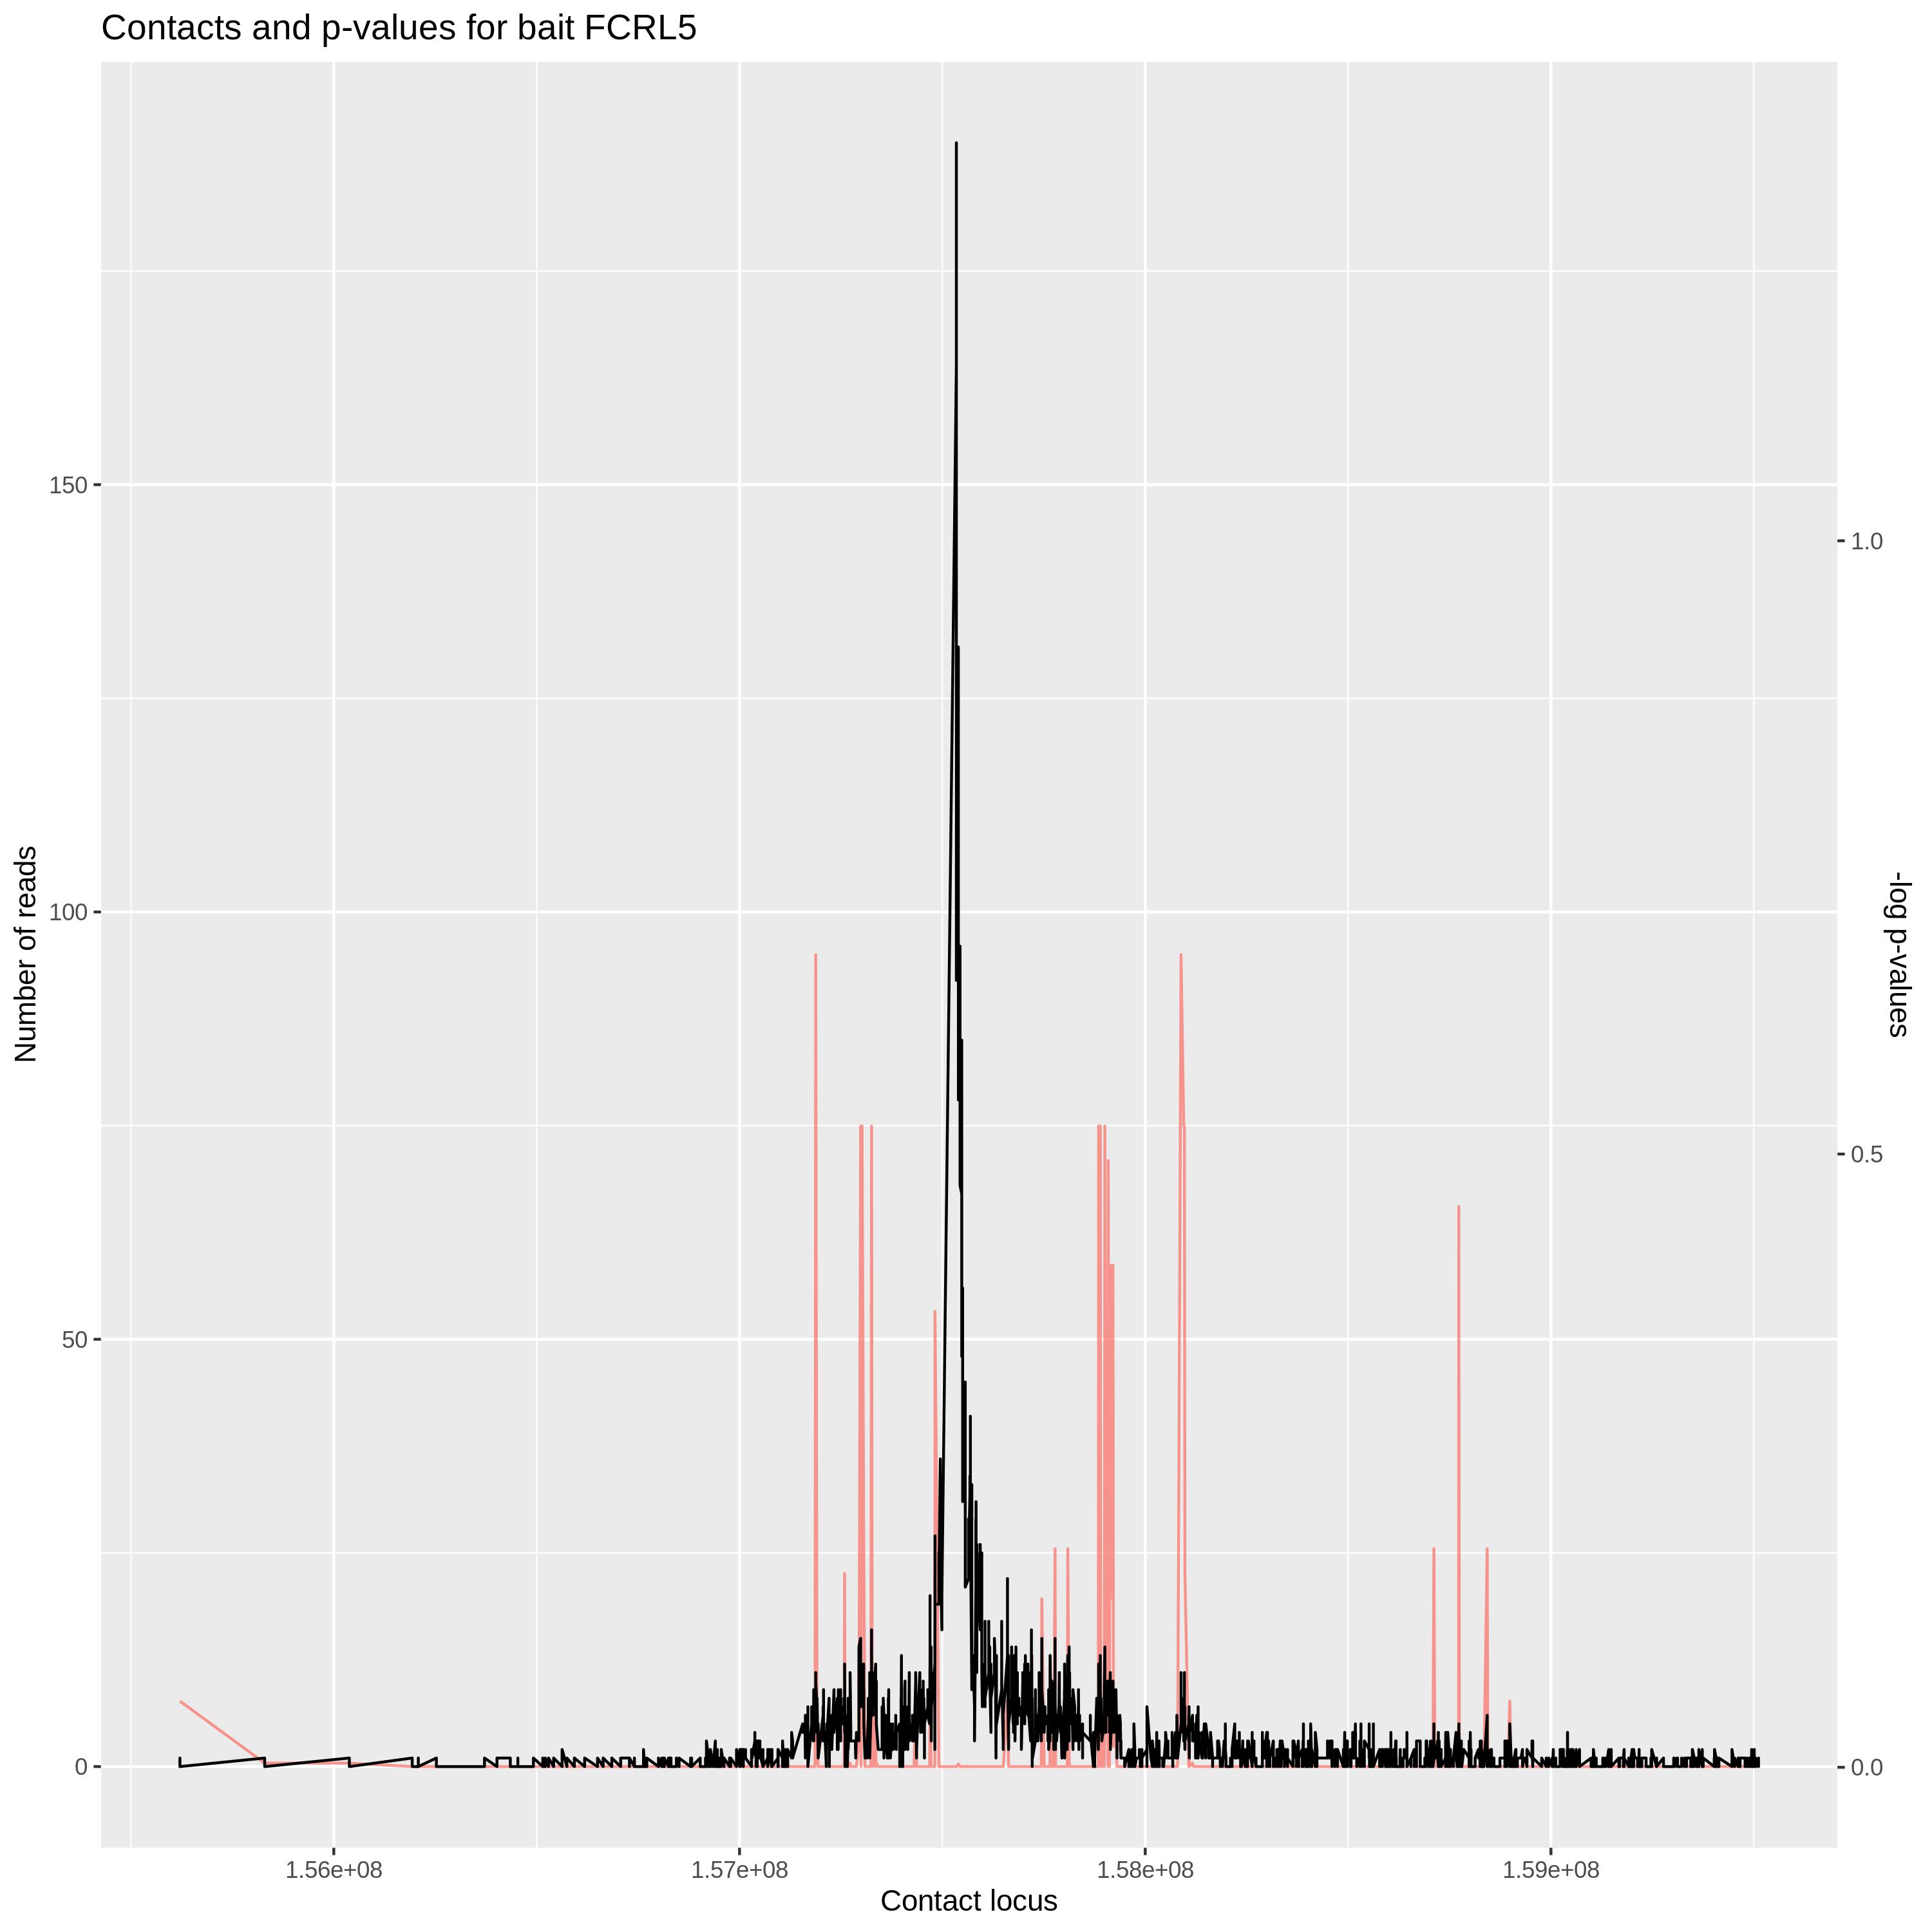 Contacts and p-values for bait FCRL5
Number of reads
150
100
50
0
1.0
0.5
0.0
-log p-values
1.56e+08
1.57e+08
1.58e+08
1.59e+08
Contact locus